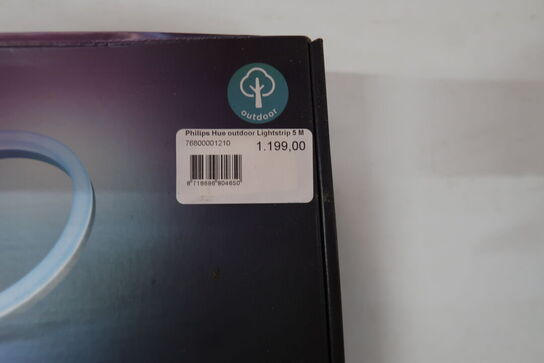 outdoor
Philips Hue outdoor Lightstrip 5 M
76800001210
1.199,00
8 718696 804650